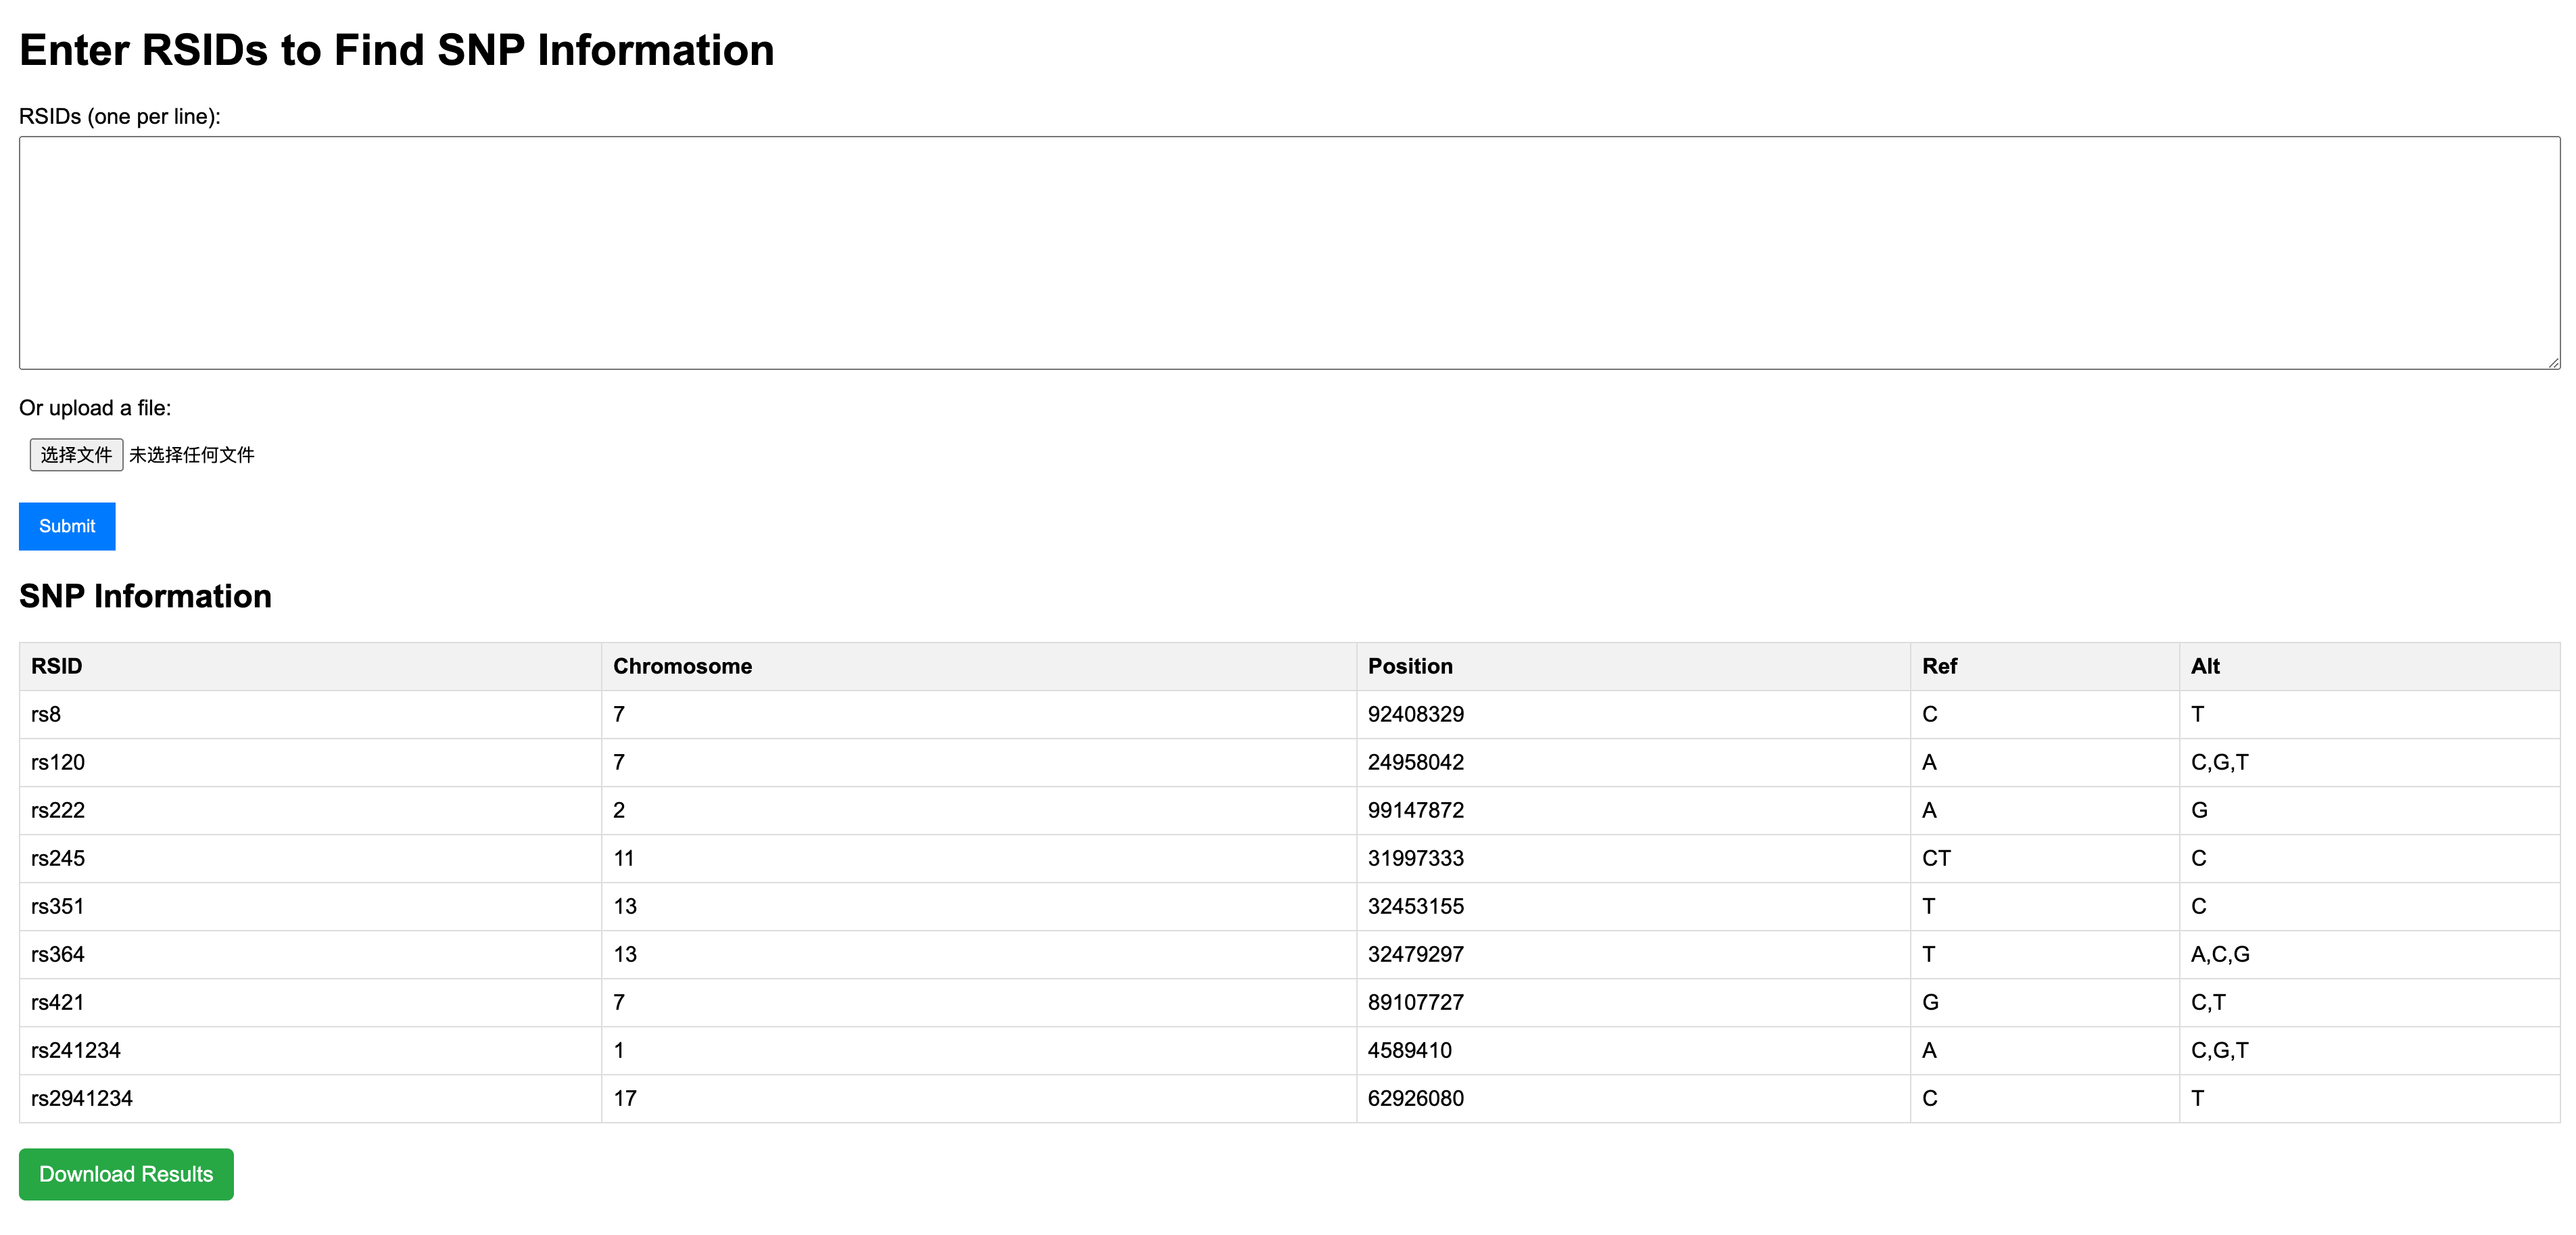 Enter RSIDs to Find SNP Information
RSIDs (one per line):
Or upload a file:
选择文件 未选择任何文件
Submit
SNP Information
RSID Chromosome Position Ref Alt
rs8 7 92408329 C T
rs120 7 24958042 A C,G,T
rs222 2 99147872 A G
rs245 11 31997333 CT C
rs351 13 32453155 T C
rs364 13 32479297 T A,C,G
rs421 7 89107727 G C,T
rs241234 1 4589410 A C,G,T
rs2941234 17 62926080 C T
Download Results